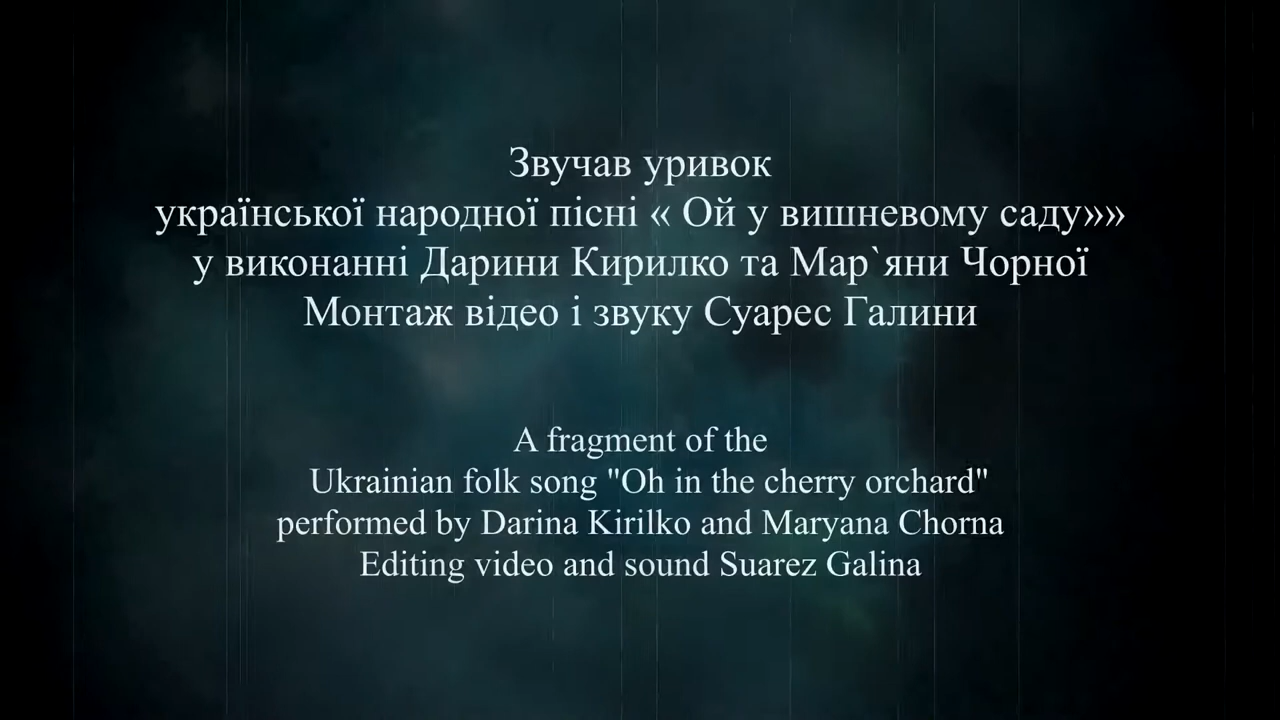 Звучав уривок
української народної пісні « Ой у вишневому саду»»
у виконанні Дарини Кирилко та Мар`яни Чорної
Монтаж відео і звуку Суарес Галини
A fragment of the
Ukrainian folk song "Oh in the cherry orchard"
performed by Darina Kirilko and Maryana Chorna
Editing video and sound Suarez Galina